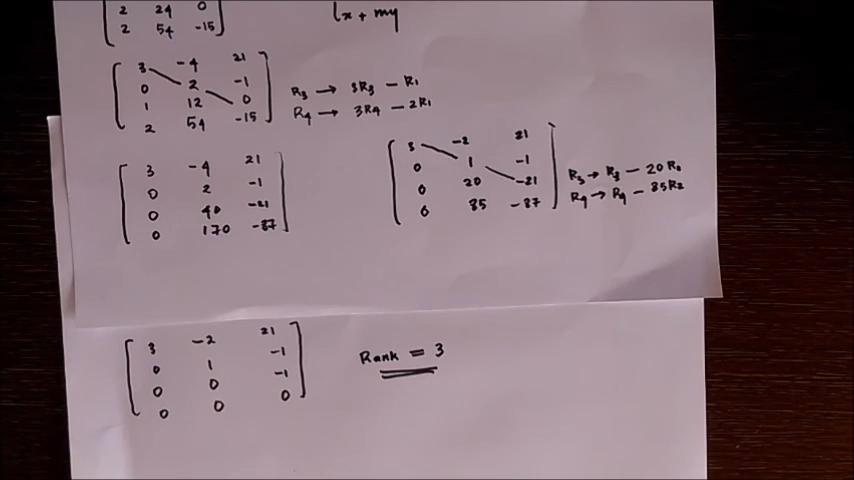 2 24 0
2 54 -15
lx + my
3 -4 21
0 2 -1
1 12 0
2 54 -15
R3 → 3R3 - R1
R4 → 3R4 - 2R1
3 -4 21
0 2 -1
0 40 -21
0 170 -87
3 -2 21
0 1 -1
0 20 -21
0 85 -87
R3 → R3 - 20R2
R4 → R4 - 85R2
3 -2 21
0 1 -1
0 0 -1
0 0 0
Rank = 3